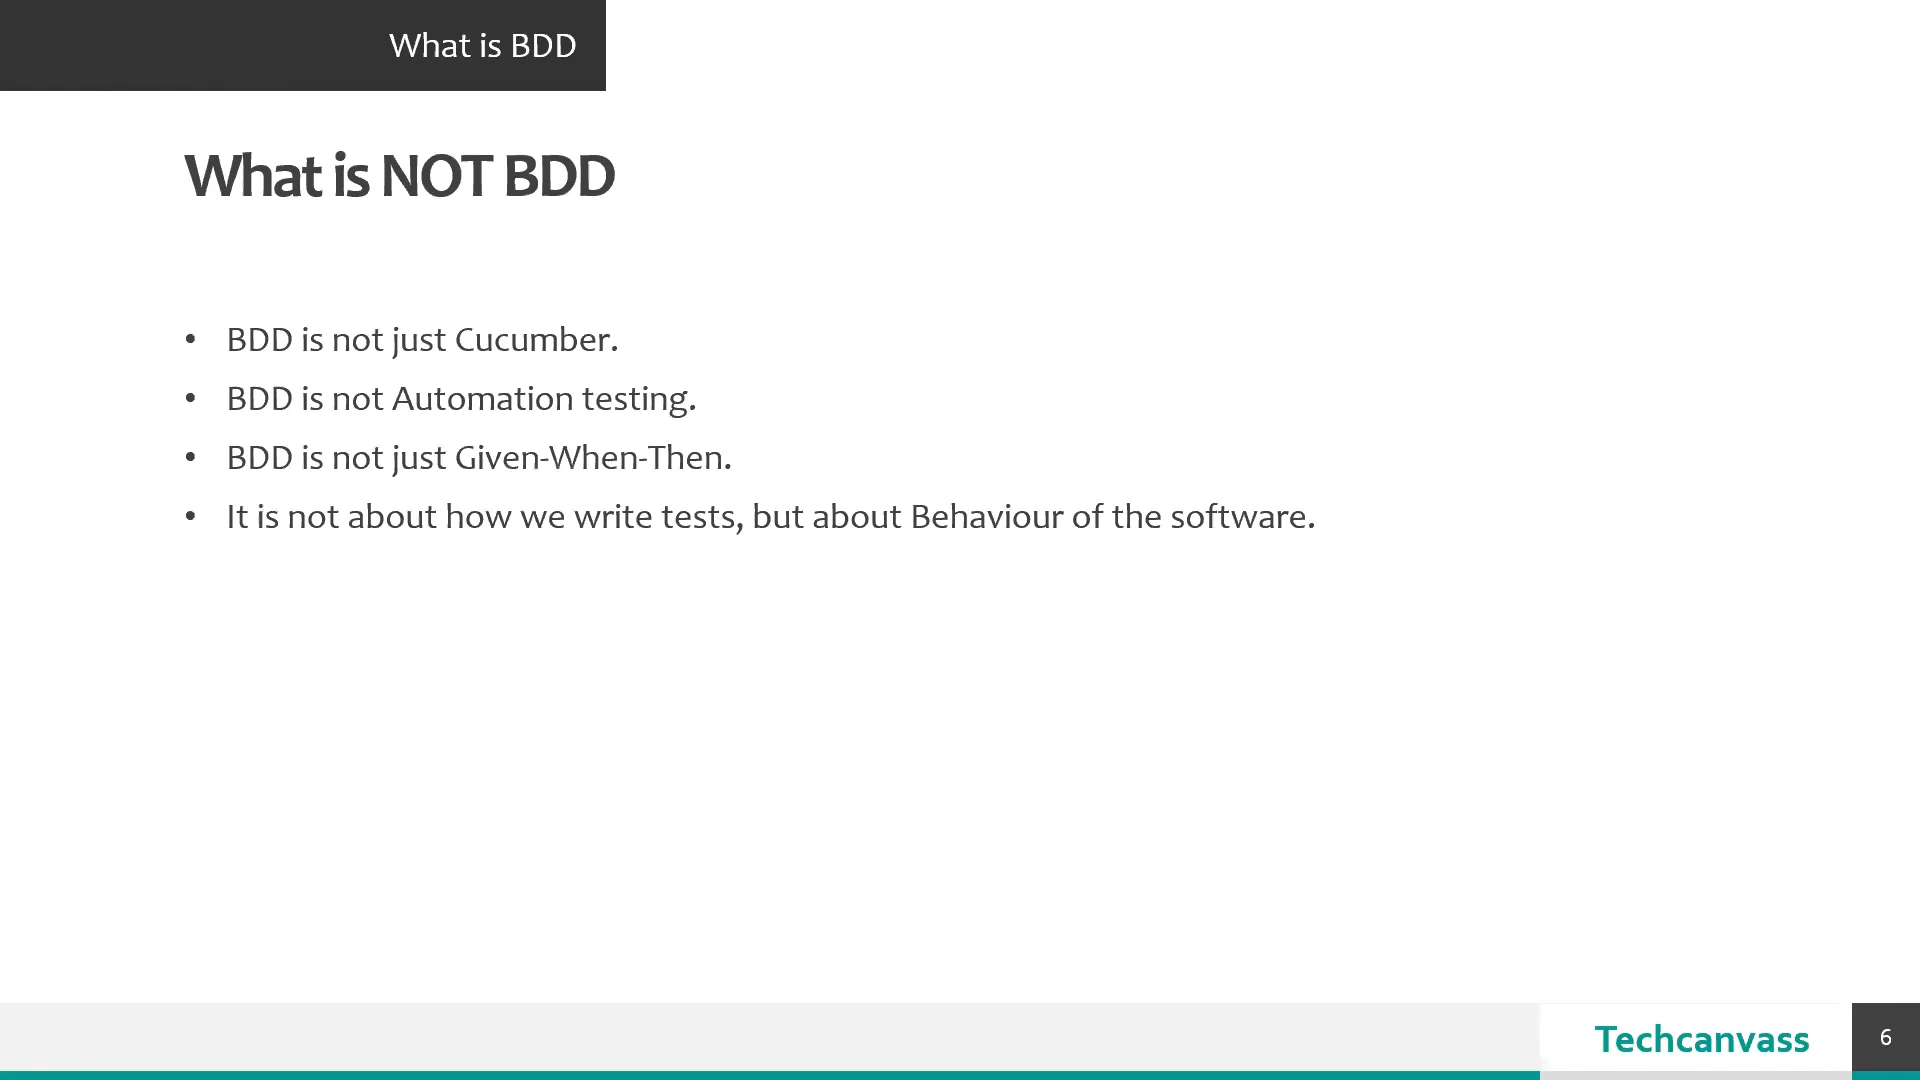 What is BDD
What is NOT BDD
• BDD is not just Cucumber.
• BDD is not Automation testing.
• BDD is not just Given-When-Then.
• It is not about how we write tests, but about Behaviour of the software.
Techcanvass
6